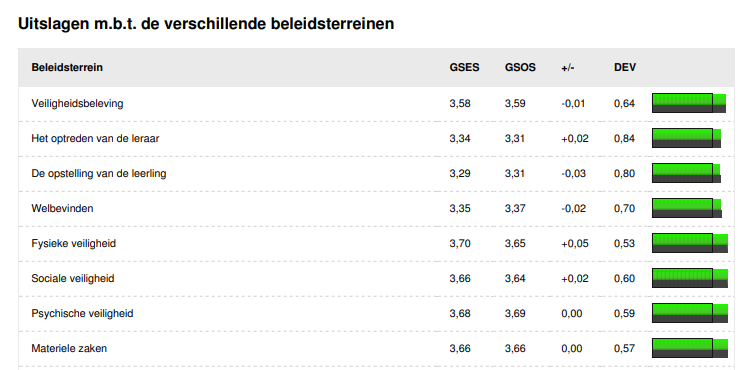 Uitslagen m.b.t. de verschillende beleidsterreinen
Beleidsterrein GSES GSOS +/- DEV
Veiligheidsbeleving 3,58 3,59 -0,01 0,64
Het optreden van de leraar 3,34 3,31 +0,02 0,84
De opstelling van de leerling 3,29 3,31 -0,03 0,80
Welbevinden 3,35 3,37 -0,02 0,70
Fysieke veiligheid 3,70 3,65 +0,05 0,53
Sociale veiligheid 3,66 3,64 +0,02 0,60
Psychische veiligheid 3,68 3,69 0,00 0,59
Materiele zaken 3,66 3,66 0,00 0,57